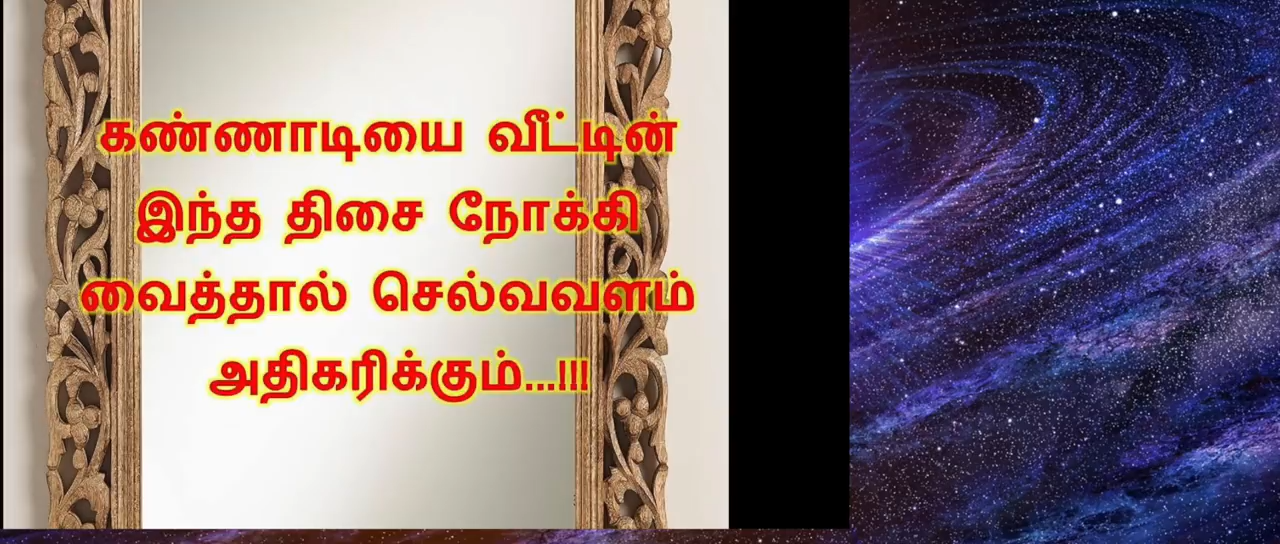 கண்ணாடியை வீட்டின்
இந்த திசை நோக்கி
வைத்தால் செல்வவளம்
அதிகரிக்கும்...!!!